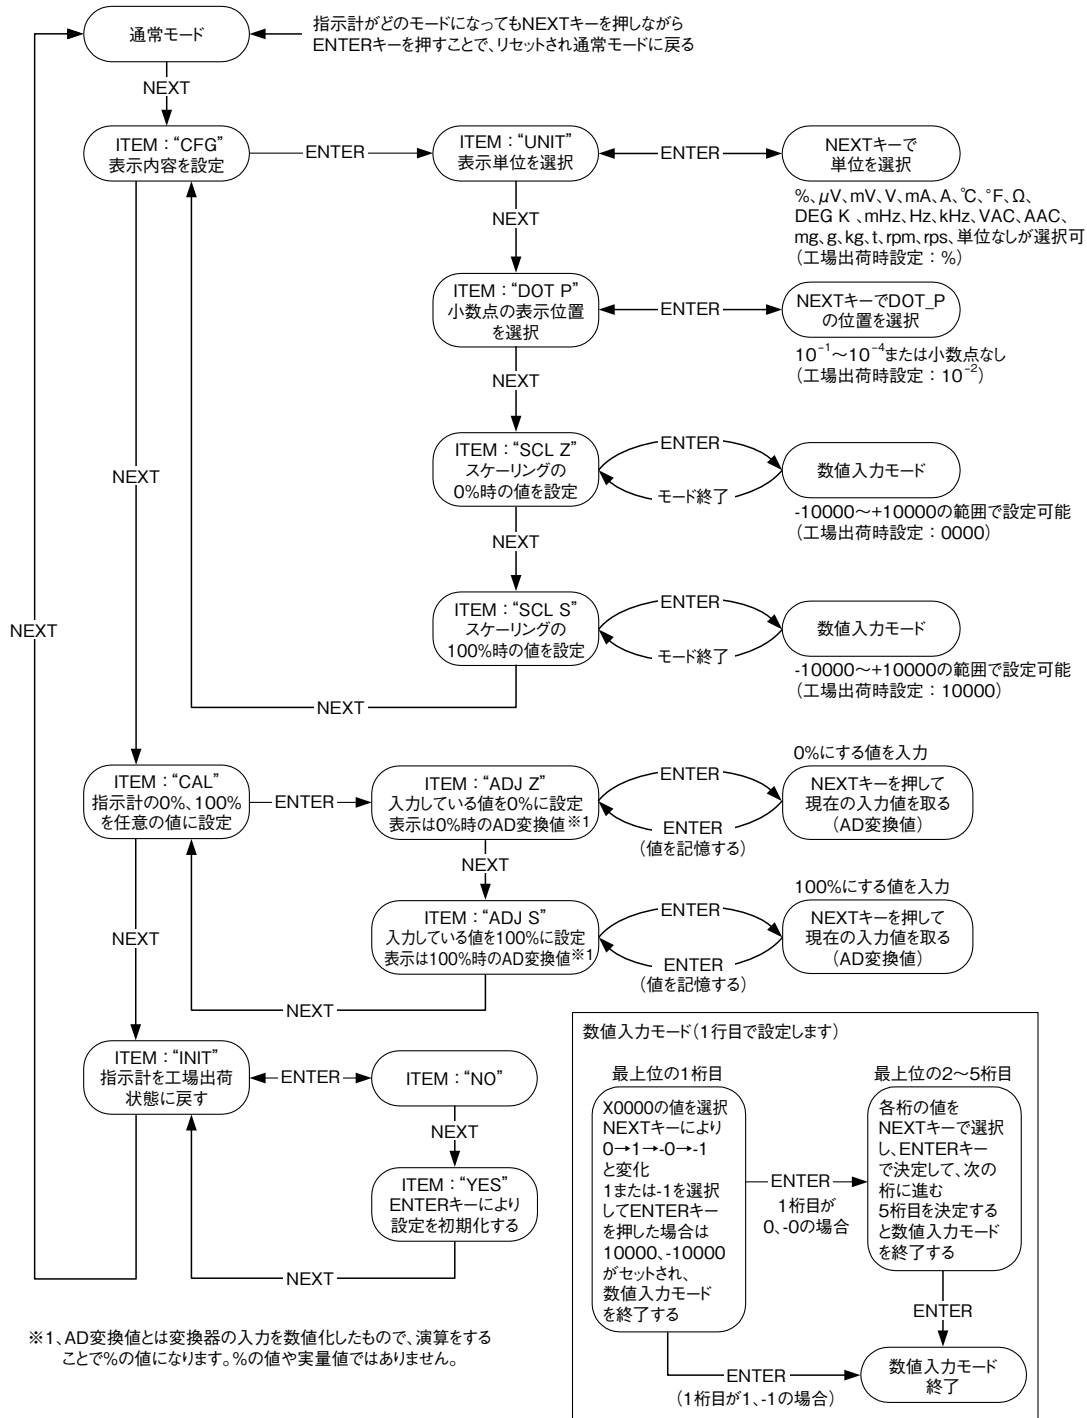 通常モード
指示計がどのモードになってもNEXTキーを押しながら
ENTERキーを押すことで、リセットされ通常モードに戻る
NEXT
ITEM:“CFG”
表示内容を設定
ENTER
ITEM:“UNIT”
表示単位を選択
ENTER
NEXTキーで
単位を選択
%、μV、mV、V、mA、A、℃、°F、Ω、
DEG K 、mHz、Hz、kHz、VAC、AAC、
mg、g、kg、t、rpm、rps、単位なしが選択可
(工場出荷時設定:%)
NEXT
ITEM:“DOT P”
小数点の表示位置
を選択
ENTER
NEXTキーでDOT_P
の位置を選択
10⁻¹～10⁻⁴または小数点なし
(工場出荷時設定:10⁻²)
NEXT
NEXT
ITEM:“SCL Z”
スケーリングの
0%時の値を設定
ENTER
モード終了
数値入力モード
-10000～+10000の範囲で設定可能
(工場出荷時設定:0000)
NEXT
ITEM:“SCL S”
スケーリングの
100%時の値を設定
ENTER
モード終了
数値入力モード
-10000～+10000の範囲で設定可能
(工場出荷時設定:10000)
NEXT
NEXT
ITEM:“CAL”
指示計の0%、100%
を任意の値に設定
ENTER
ITEM:“ADJ Z”
入力している値を0%に設定
表示は0%時のAD変換値※1
ENTER
ENTER
(値を記憶する)
0%にする値を入力
NEXTキーを押して
現在の入力値を取る
(AD変換値)
NEXT
ITEM:“ADJ S”
入力している値を100%に設定
表示は100%時のAD変換値※1
ENTER
ENTER
(値を記憶する)
100%にする値を入力
NEXTキーを押して
現在の入力値を取る
(AD変換値)
NEXT
NEXT
ITEM:“INIT”
指示計を工場出荷
状態に戻す
ENTER
ITEM:“NO”
NEXT
ITEM:“YES”
ENTERキーにより
設定を初期化する
NEXT
数値入力モード(1行目で設定します)
最上位の1桁目
X0000の値を選択
NEXTキーにより
0→1→-0→-1
と変化
1または-1を選択
してENTERキー
を押した場合は
10000、-10000
がセットされ、
数値入力モード
を終了する
ENTER
1桁目が
0、-0の場合
最上位の2～5桁目
各桁の値を
NEXTキーで選択
し、ENTERキー
で決定して、次の
桁に進む
5桁目を決定する
と数値入力モード
を終了する
ENTER
ENTER
(1桁目が1、-1の場合)
数値入力モード
終了
※1、AD変換値とは変換器の入力を数値化したもので、演算をする
ことで%の値になります。%の値や実量値ではありません。